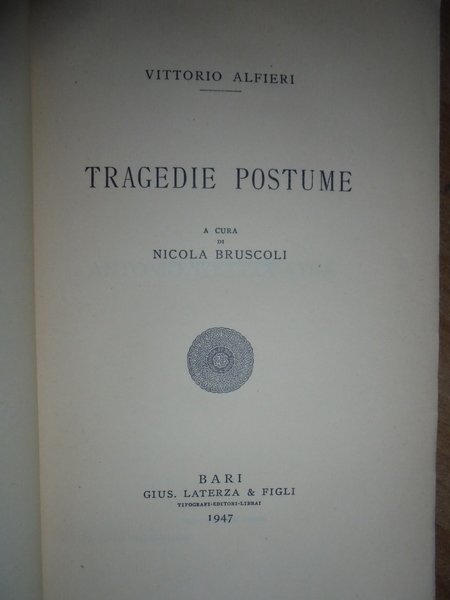 VITTORIO ALFIERI
TRAGEDIE POSTUME
A CURA
DI
NICOLA BRUSCOLI
BARI
GIUS. LATERZA & FIGLI
TIPOGRAFI-EDITORI-LIBRAI
1947